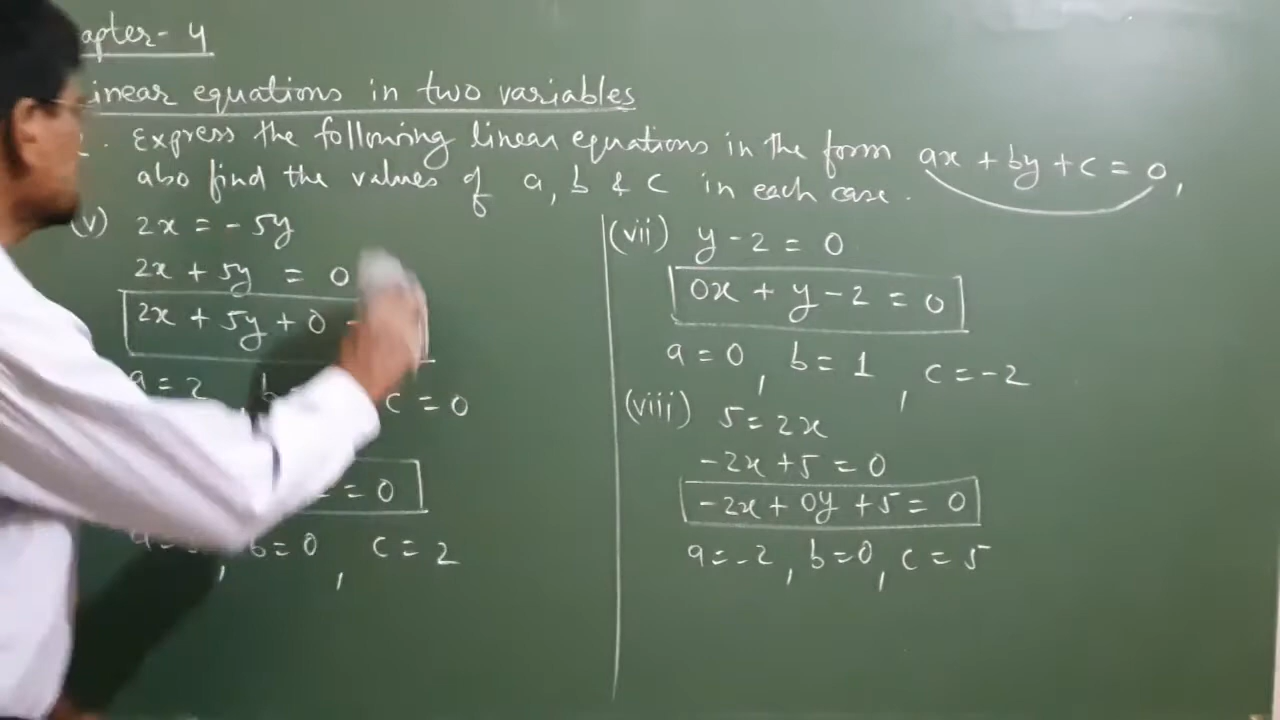 apter- 4
inear equations in two variables
Express the following linear equations in the form ax + by + c = 0,
also find the values of a, b & c in each case.
(v) 2x = - 5y
2x + 5y = 0
2x + 5y + 0
a = 2, b = c = 0
= 0
b = 0, c = 2
(vii) y - 2 = 0
0x + y - 2 = 0
a = 0, b = 1, c = -2
(viii) 5 = 2x
-2x + 5 = 0
-2x + 0y + 5 = 0
a = -2, b = 0, c = 5